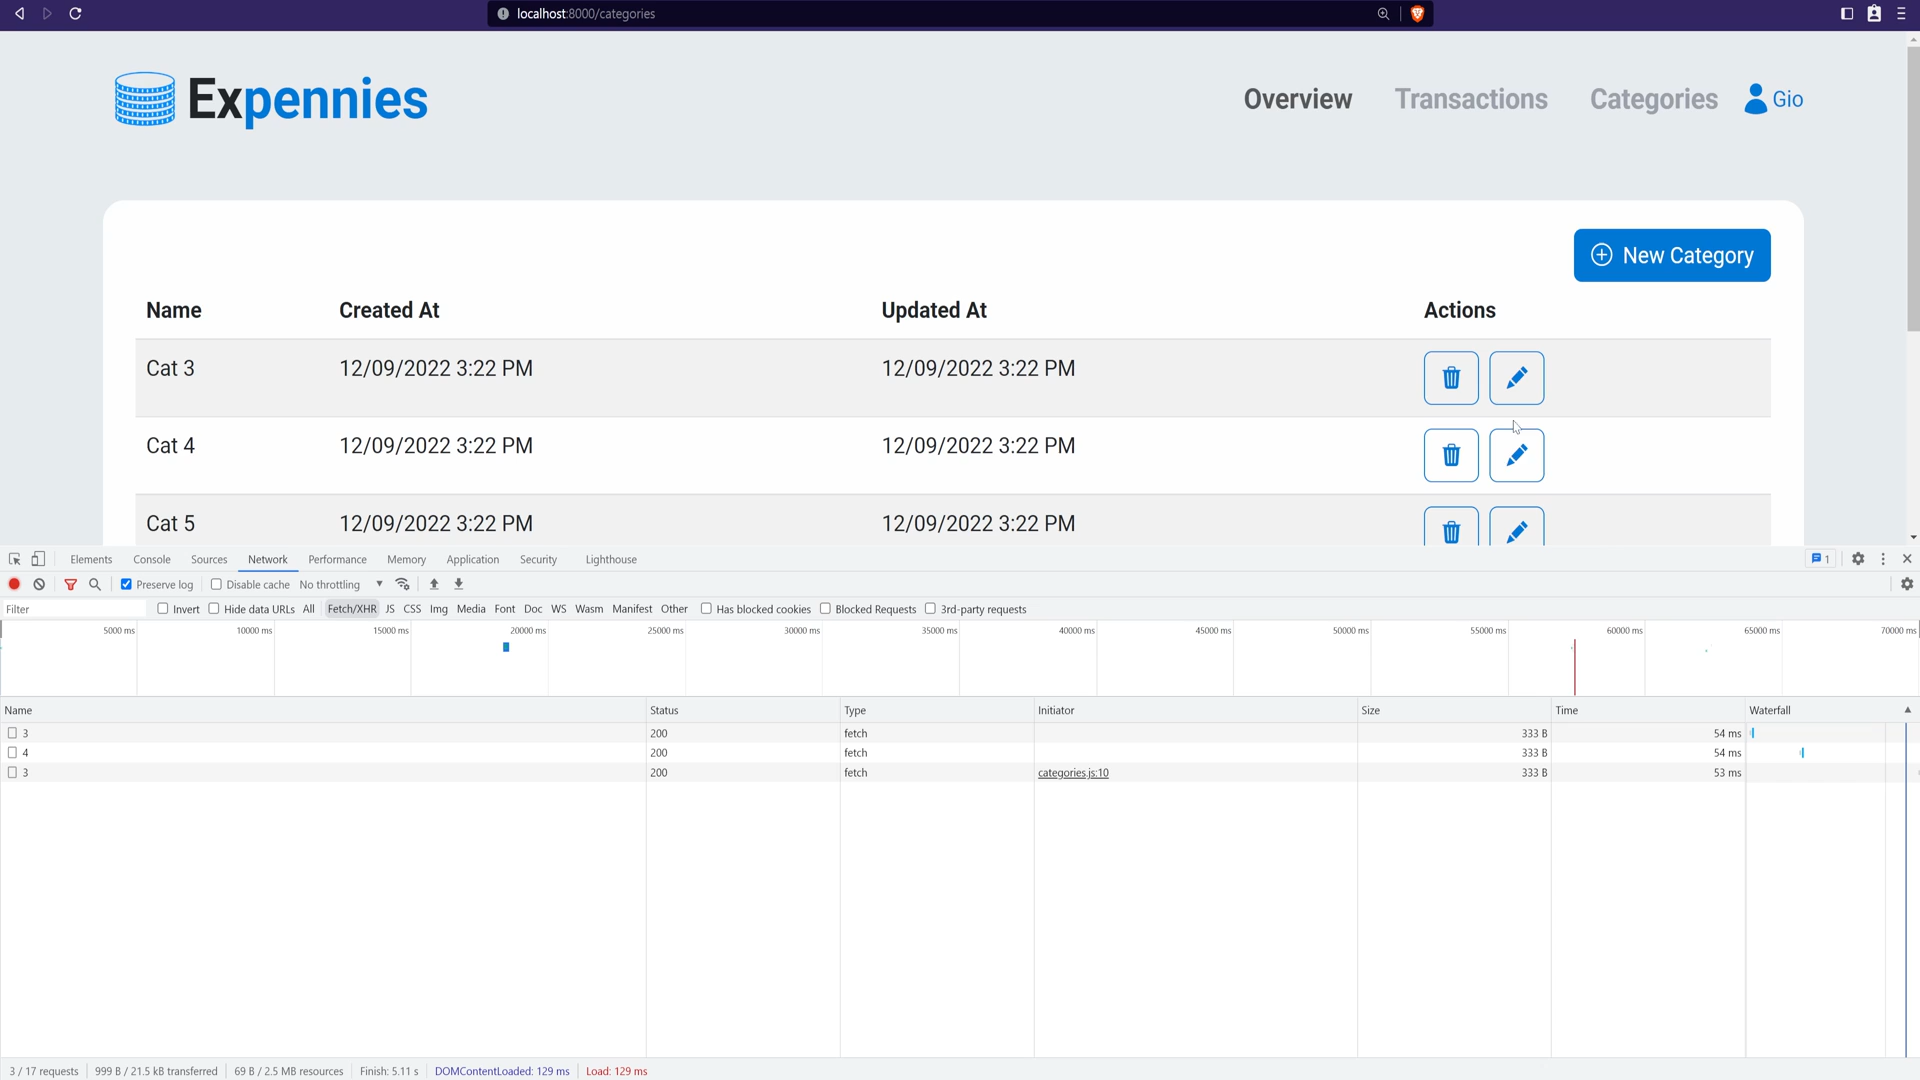 localhost:8000/categories
Expennies
Overview Transactions Categories Gio
New Category
Name Created At Updated At Actions
Cat 3 12/09/2022 3:22 PM 12/09/2022 3:22 PM
Cat 4 12/09/2022 3:22 PM 12/09/2022 3:22 PM
Cat 5 12/09/2022 3:22 PM 12/09/2022 3:22 PM
Elements Console Sources Network Performance Memory Application Security Lighthouse 1
Preserve log Disable cache No throttling
Filter Invert Hide data URLs All Fetch/XHR JS CSS Img Media Font Doc WS Wasm Manifest Other Has blocked cookies Blocked Requests 3rd-party requests
5000 ms 10000 ms 15000 ms 20000 ms 25000 ms 30000 ms 35000 ms 40000 ms 45000 ms 50000 ms 55000 ms 60000 ms 65000 ms 70000 ms
Name Status Type Initiator Size Time Waterfall
3 200 fetch 333 B 54 ms
4 200 fetch 333 B 54 ms
3 200 fetch categories.js:10 333 B 53 ms
3 / 17 requests 999 B / 21.5 kB transferred 69 B / 2.5 MB resources Finish: 5.11 s DOMContentLoaded: 129 ms Load: 129 ms